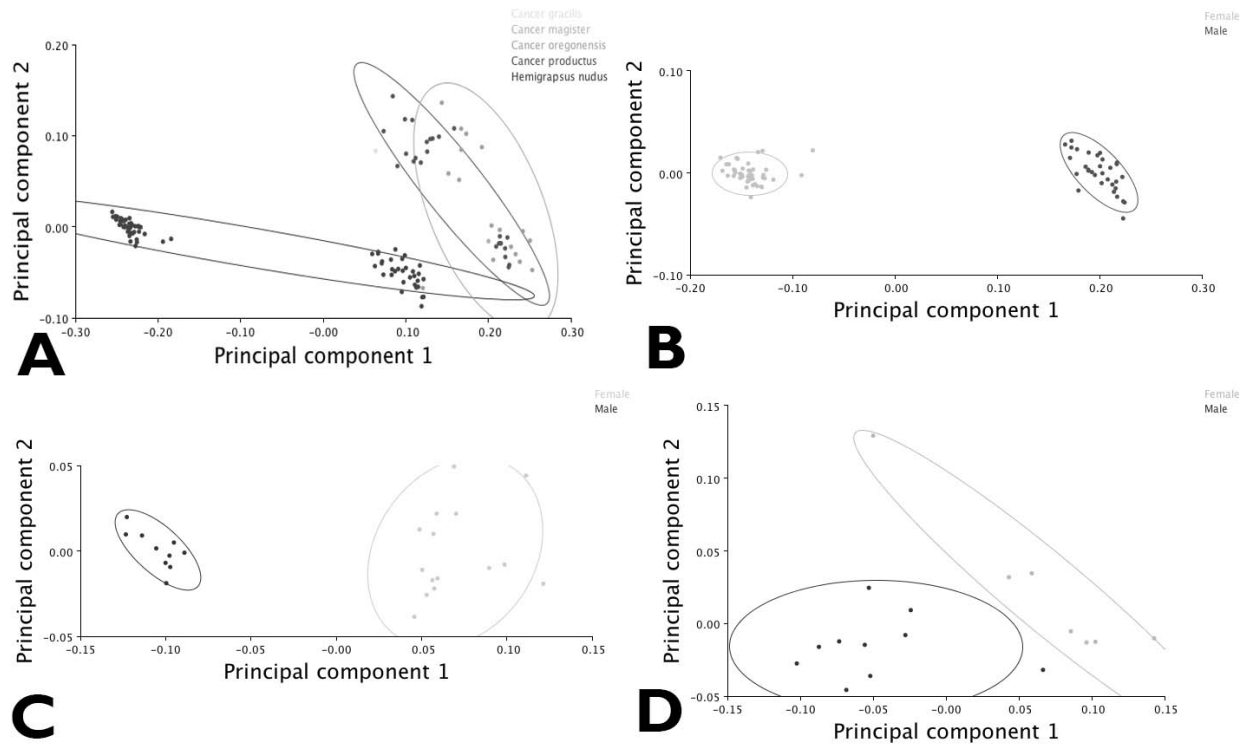 Cancer gracilis
Cancer magister
Cancer oregonensis
Cancer productus
Hemigrapsus nudus
0.20
0.10
0.00
−0.10
Principal component 2
−0.30 −0.20 −0.10 −0.00 0.10 0.20 0.30
Principal component 1
A
Female
Male
0.10
0.00
−0.10
Principal component 2
−0.20 −0.10 0.00 0.10 0.20 0.30
Principal component 1
B
Female
Male
0.05
0.00
−0.05
Principal component 2
−0.15 −0.10 −0.05 0.00 0.05 0.10 0.15
Principal component 1
C
Female
Male
0.15
0.10
0.05
0.00
−0.05
Principal component 2
−0.15 −0.10 −0.05 −0.00 0.05 0.10 0.15
Principal component 1
D